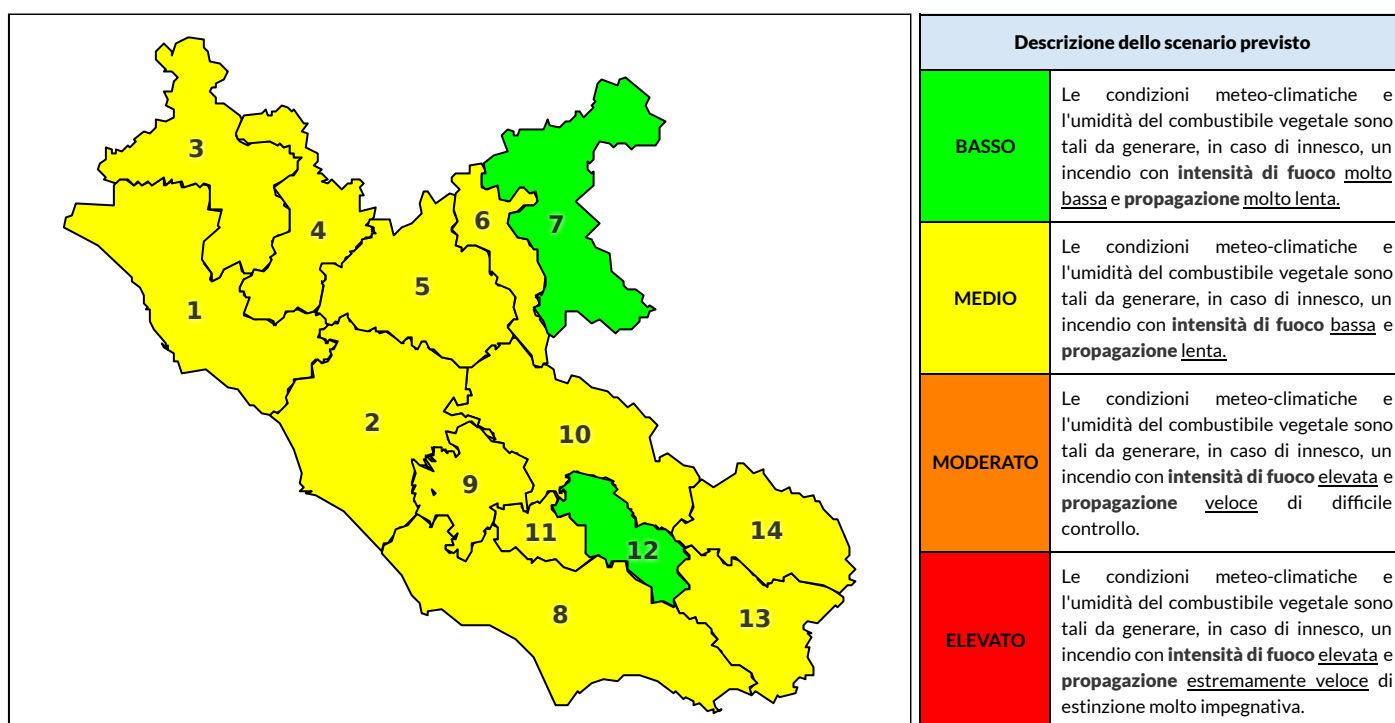 3
4
6
7
1
5
2
10
9
11
12
14
8
13
Descrizione dello scenario previsto
BASSO
Le condizioni meteo-climatiche e
l'umidità del combustibile vegetale sono
tali da generare, in caso di innesco, un
incendio con intensità di fuoco molto
bassa e propagazione molto lenta.
MEDIO
Le condizioni meteo-climatiche e
l'umidità del combustibile vegetale sono
tali da generare, in caso di innesco, un
incendio con intensità di fuoco bassa e
propagazione lenta.
MODERATO
Le condizioni meteo-climatiche e
l'umidità del combustibile vegetale sono
tali da generare, in caso di innesco, un
incendio con intensità di fuoco elevata e
propagazione veloce di difficile
controllo.
ELEVATO
Le condizioni meteo-climatiche e
l'umidità del combustibile vegetale sono
tali da generare, in caso di innesco, un
incendio con intensità di fuoco elevata e
propagazione estremamente veloce di
estinzione molto impegnativa.